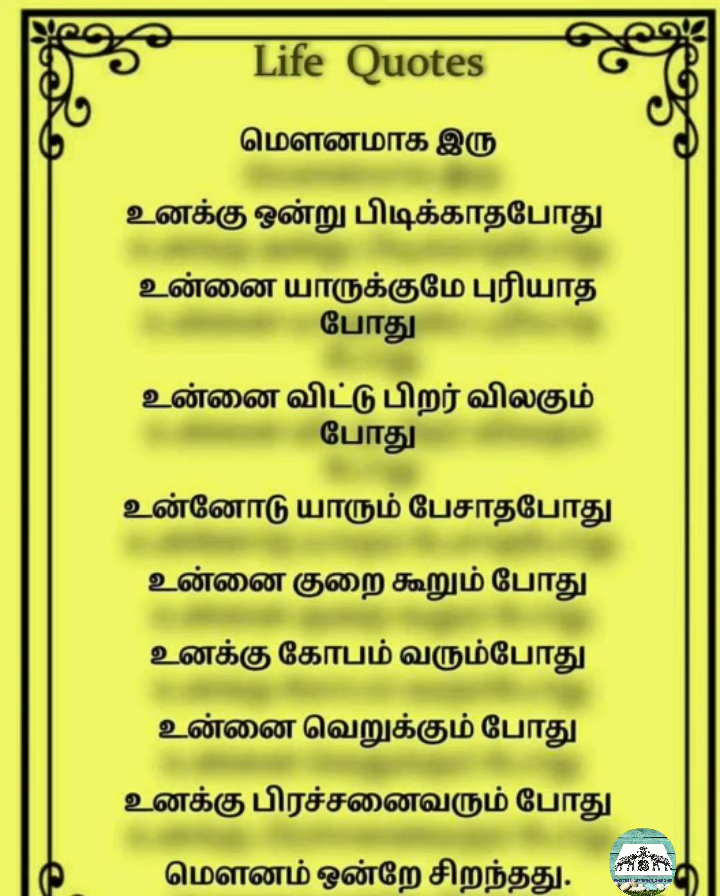 Life Quotes
மௌனமாக இரு
உனக்கு ஒன்று பிடிக்காதபோது
உன்னை யாருக்குமே புரியாத
போது
உன்னை விட்டு பிறர் விலகும்
போது
உன்னோடு யாரும் பேசாதபோது
உன்னை குறை கூறும் போது
உனக்கு கோபம் வரும்போது
உன்னை வெறுக்கும் போது
உனக்கு பிரச்சனைவரும் போது
மௌனம் ஒன்றே சிறந்தது.